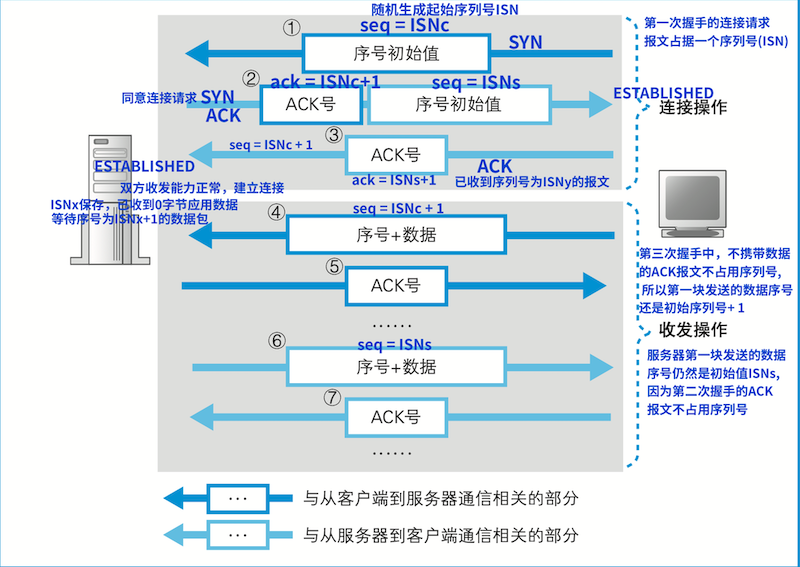 随机生成起始序列号ISN
① seq = ISNc
SYN
序号初始值
第一次握手的连接请求
报文占据一个序列号(ISN)
② ack = ISNc+1
seq = ISNs
ESTABLISHED
同意连接请求 SYN
ACK
ACK号
序号初始值
连接操作
③
seq = ISNc + 1
ACK号
ACK
ack = ISNs+1
已收到序列号为ISNy的报文
ESTABLISHED
双方收发能力正常，建立连接
ISNx保存，已收到0字节应用数据
等待序号为ISNx+1的数据包
④ seq = ISNc + 1
序号+数据
⑤
ACK号
······
第三次握手中，不携带数据
的ACK报文不占用序列号,
所以第一块发送的数据序号
还是初始序列号+ 1
收发操作
⑥ seq = ISNs
序号+数据
服务器第一块发送的数据
序号仍然是初始值ISNs,
因为第二次握手的ACK
报文不占用序列号
⑦
ACK号
······
··· 与从客户端到服务器通信相关的部分
··· 与从服务器到客户端通信相关的部分